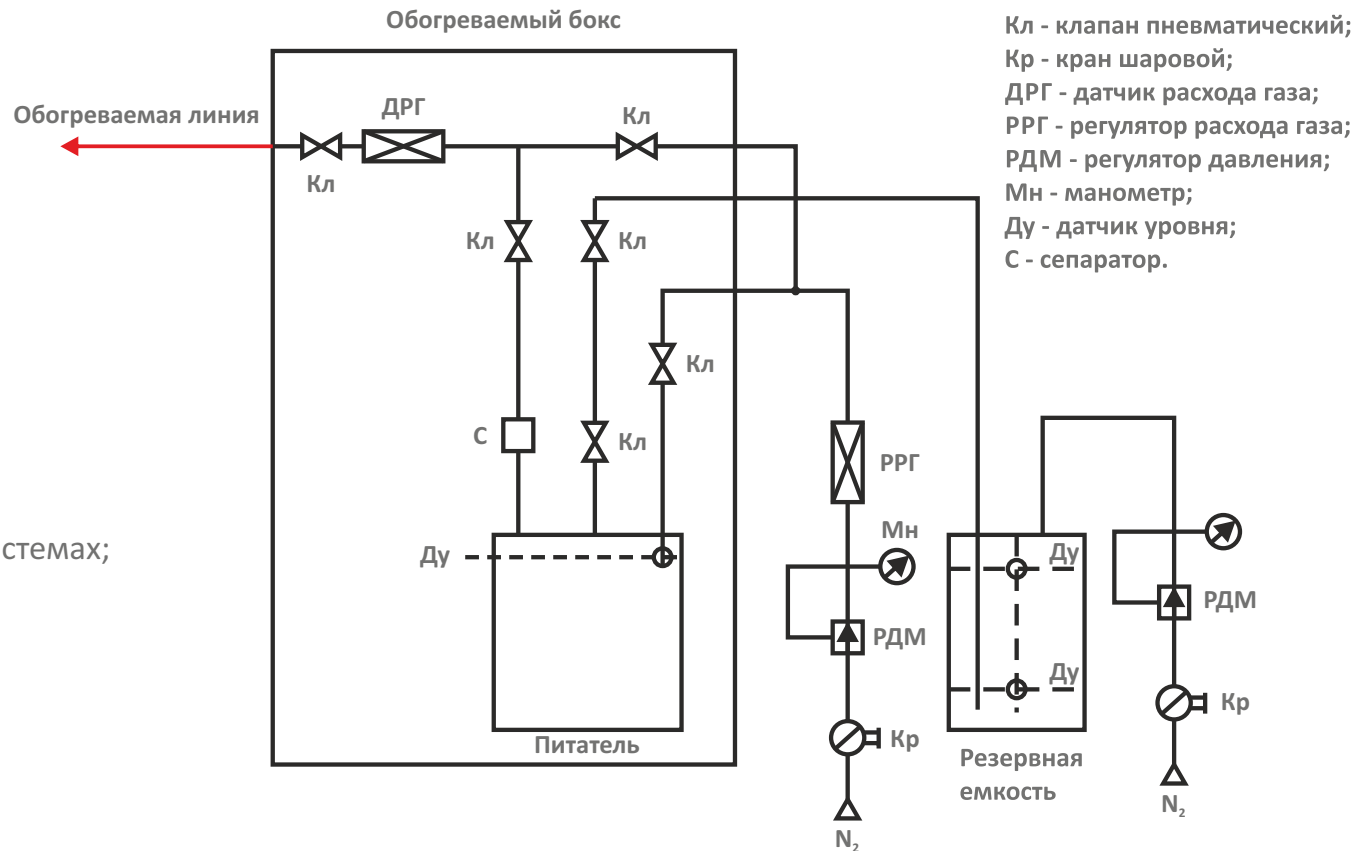 Обогреваемый бокс
Кл - клапан пневматический;
Кр - кран шаровой;
ДРГ - датчик расхода газа;
РРГ - регулятор расхода газа;
РДМ - регулятор давления;
Мн - манометр;
Ду - датчик уровня;
С - сепаратор.
Обогреваемая линия
ДРГ
Кл
Кл
Кл
Кл
Кл
С
Кл
РРГ
Мн
стемах;
Ду
Ду
РДМ
РДМ
Ду
Кр
Кр
Питатель
Резервная
емкость
N₂
N₂